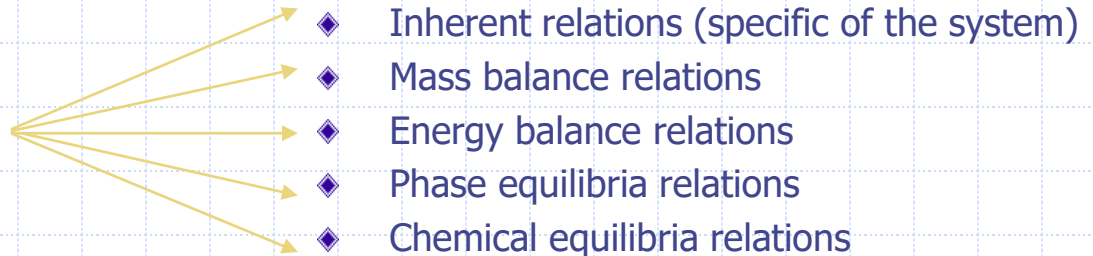 Inherent relations (specific of the system)
Mass balance relations
Energy balance relations
Phase equilibria relations
Chemical equilibria relations